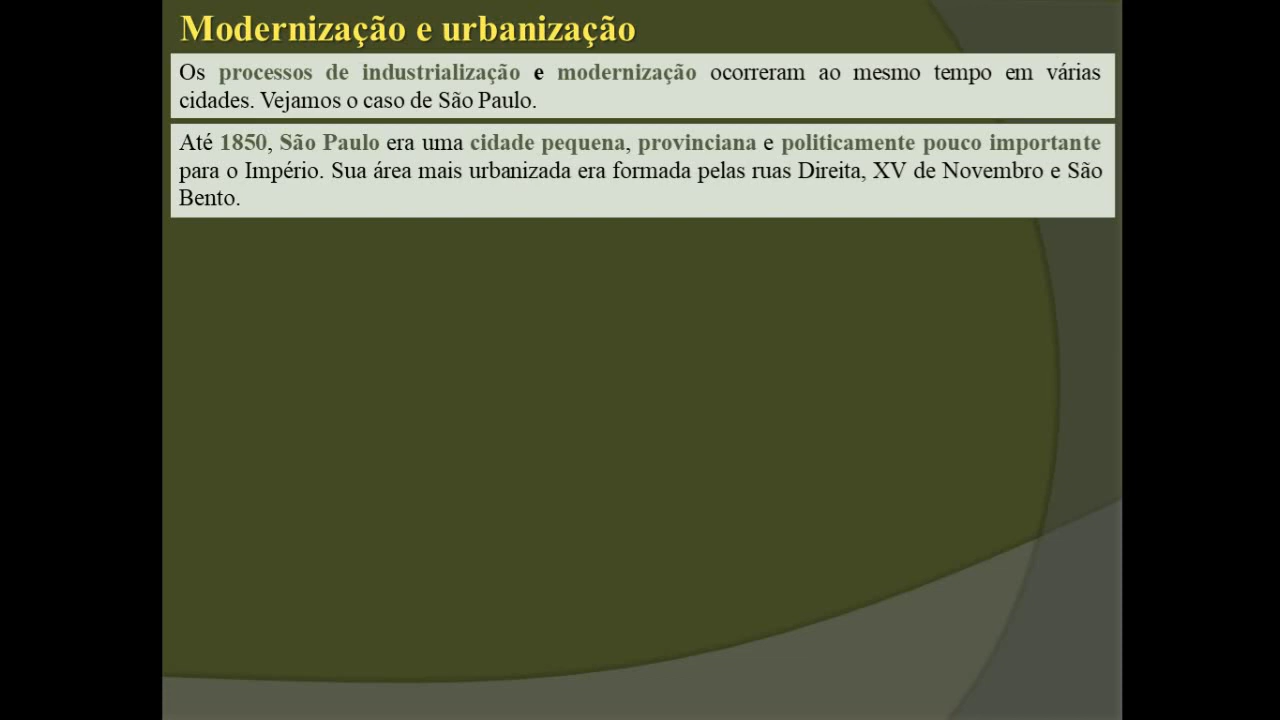 Modernização e urbanização
Os processos de industrialização e modernização ocorreram ao mesmo tempo em várias
cidades. Vejamos o caso de São Paulo.
Até 1850, São Paulo era uma cidade pequena, provinciana e politicamente pouco importante
para o Império. Sua área mais urbanizada era formada pelas ruas Direita, XV de Novembro e São
Bento.